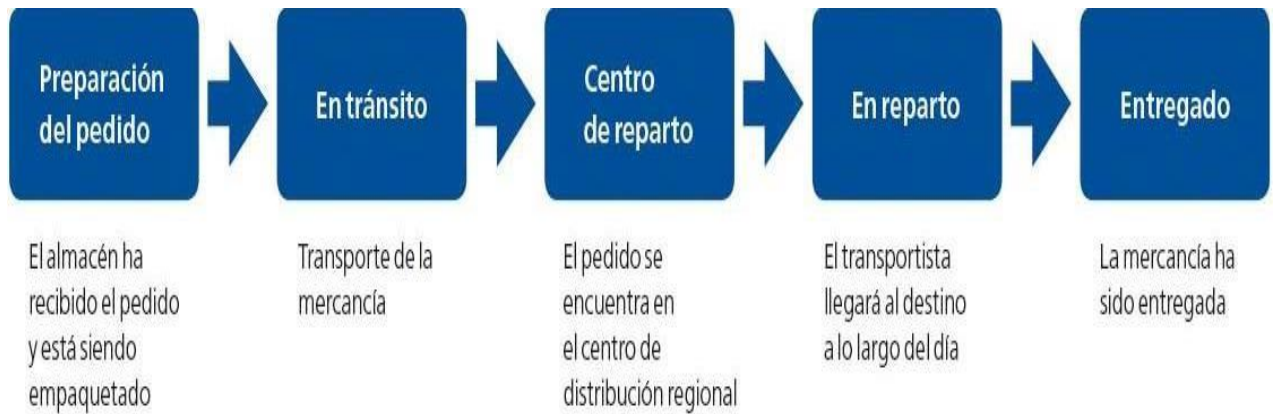 Preparación
del pedido
En tránsito
Centro
de reparto
En reparto
Entregado
El almacén ha
recibido el pedido
y está siendo
empaquetado
Transporte de la
mercancía
El pedido se
encuentra en
el centro de
distribución regional
El transportista
llegará al destino
a lo largo del día
La mercancía ha
sido entregada